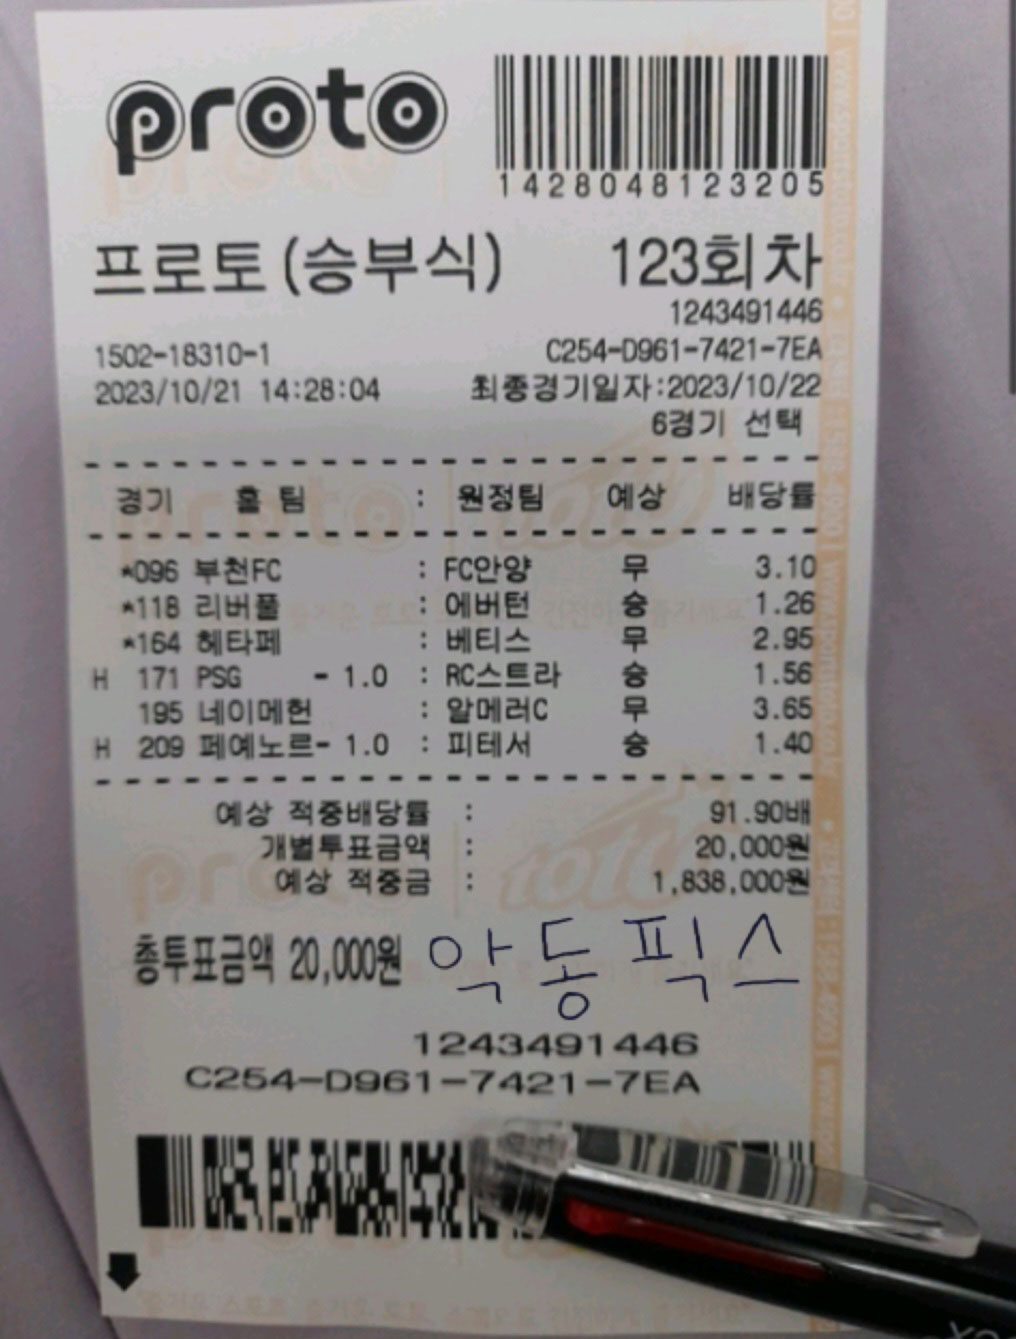 proto
1428048123205
프로토(승부식) 123회차
1243491446
1502-18310-1 C254-D961-7421-7EA
2023/10/21 14:28:04 최종경기일자:2023/10/22
6경기 선택
경기 홈 팀 : 원정팀 예상 배당률
*096 부천FC : FC안양 무 3.10
*118 리버풀 : 에버턴 승 1.26
*164 헤타페 : 베티스 무 2.95
H 171 PSG - 1.0 : RC스트라 승 1.56
195 네이메헌 : 알메러C 무 3.65
H 209 페예노르- 1.0 : 피테서 승 1.40
예상 적중배당률 : 91.90배
개별투표금액 : 20,000원
예상 적중금 : 1,838,000원
총투표금액 20,000원 악동픽스
1243491446
C254-D961-7421-7EA